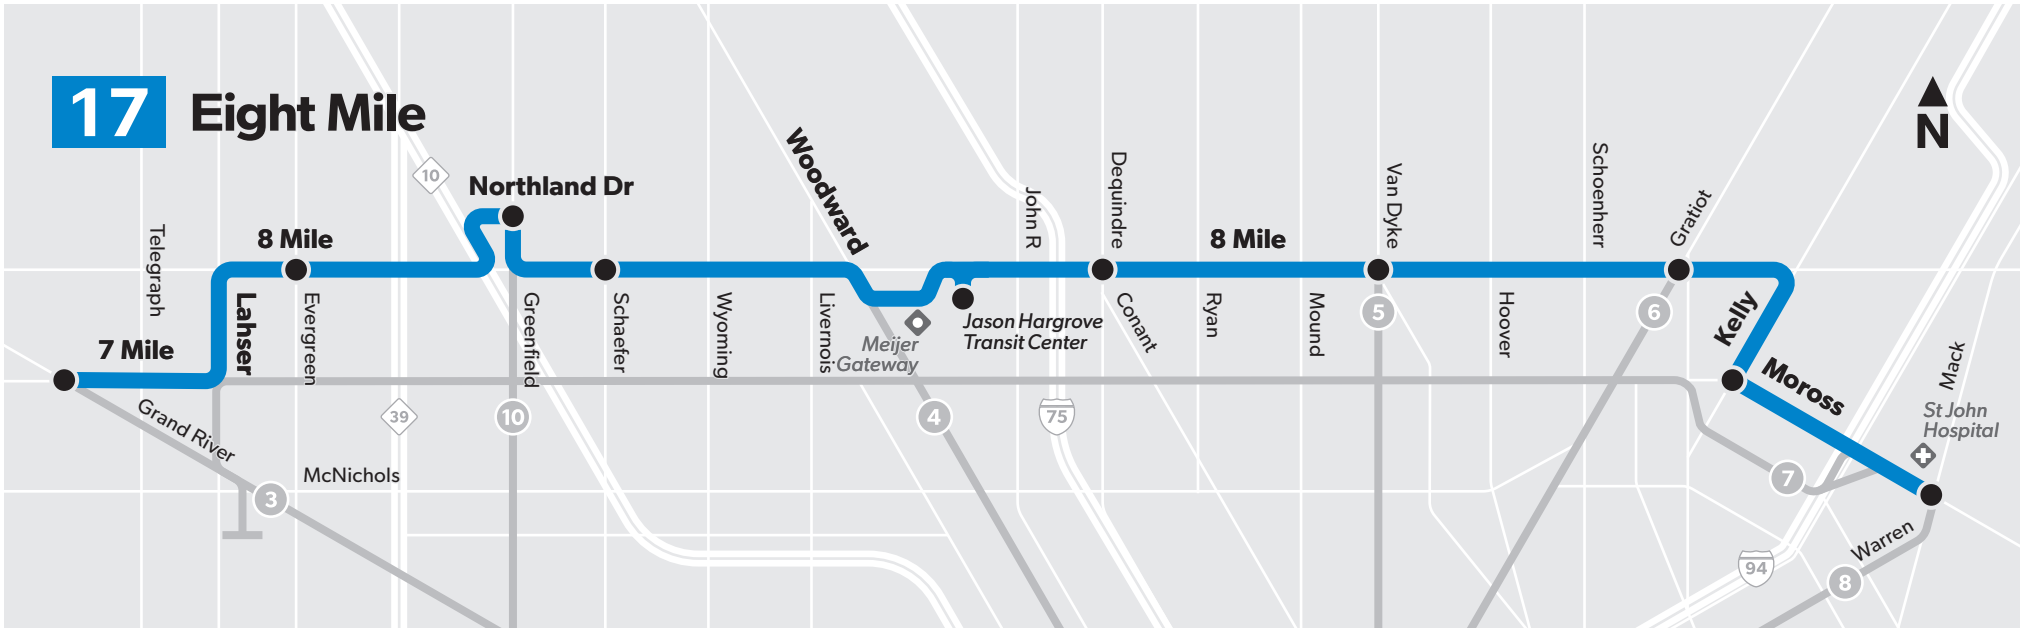 17 Eight Mile
N
10
Northland Dr
Woodward
Telegraph
8 Mile
Lahser
7 Mile
Evergreen
Greenfield
Schaefer
Wyoming
Livernois
Meijer
Gateway
Jason Hargrove
Transit Center
John R
Dequindre
Conant
8 Mile
Ryan
Mound
Van Dyke
5
Hoover
Schoenherr
Gratiot
6
Kelly
Moross
Mack
St John
Hospital
Grand River
39
10
4
75
McNichols
3
7
Warren
94
8